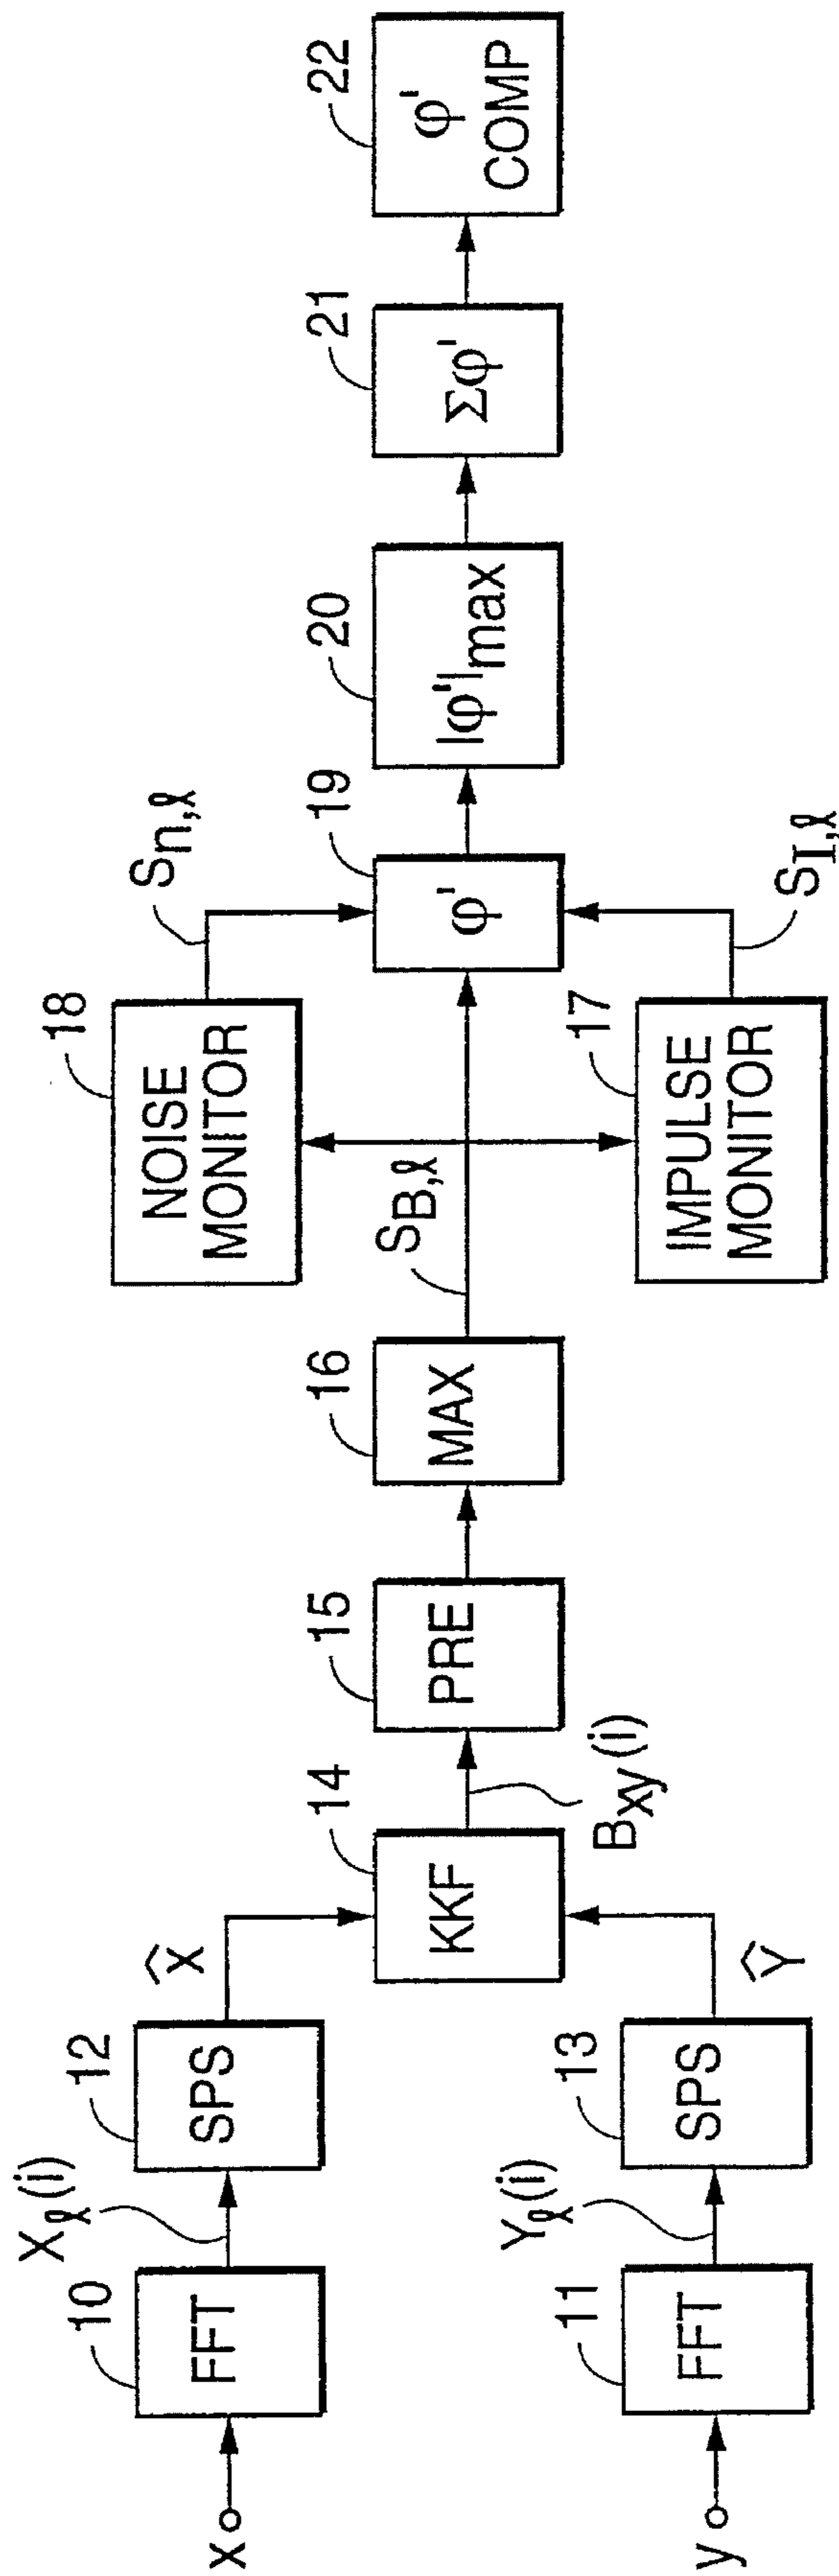 x
10
FFT
Xℓ(i)
12
SPS
X̂
y
11
FFT
Yℓ(i)
13
SPS
Ŷ
14
KKF
Bxy(i)
15
PRE
16
MAX
SB,ℓ
18
NOISE
MONITOR
Sn,ℓ
17
IMPULSE
MONITOR
SI,ℓ
19
φ'
20
|φ'|max
21
Σφ'
22
φ'
COMP